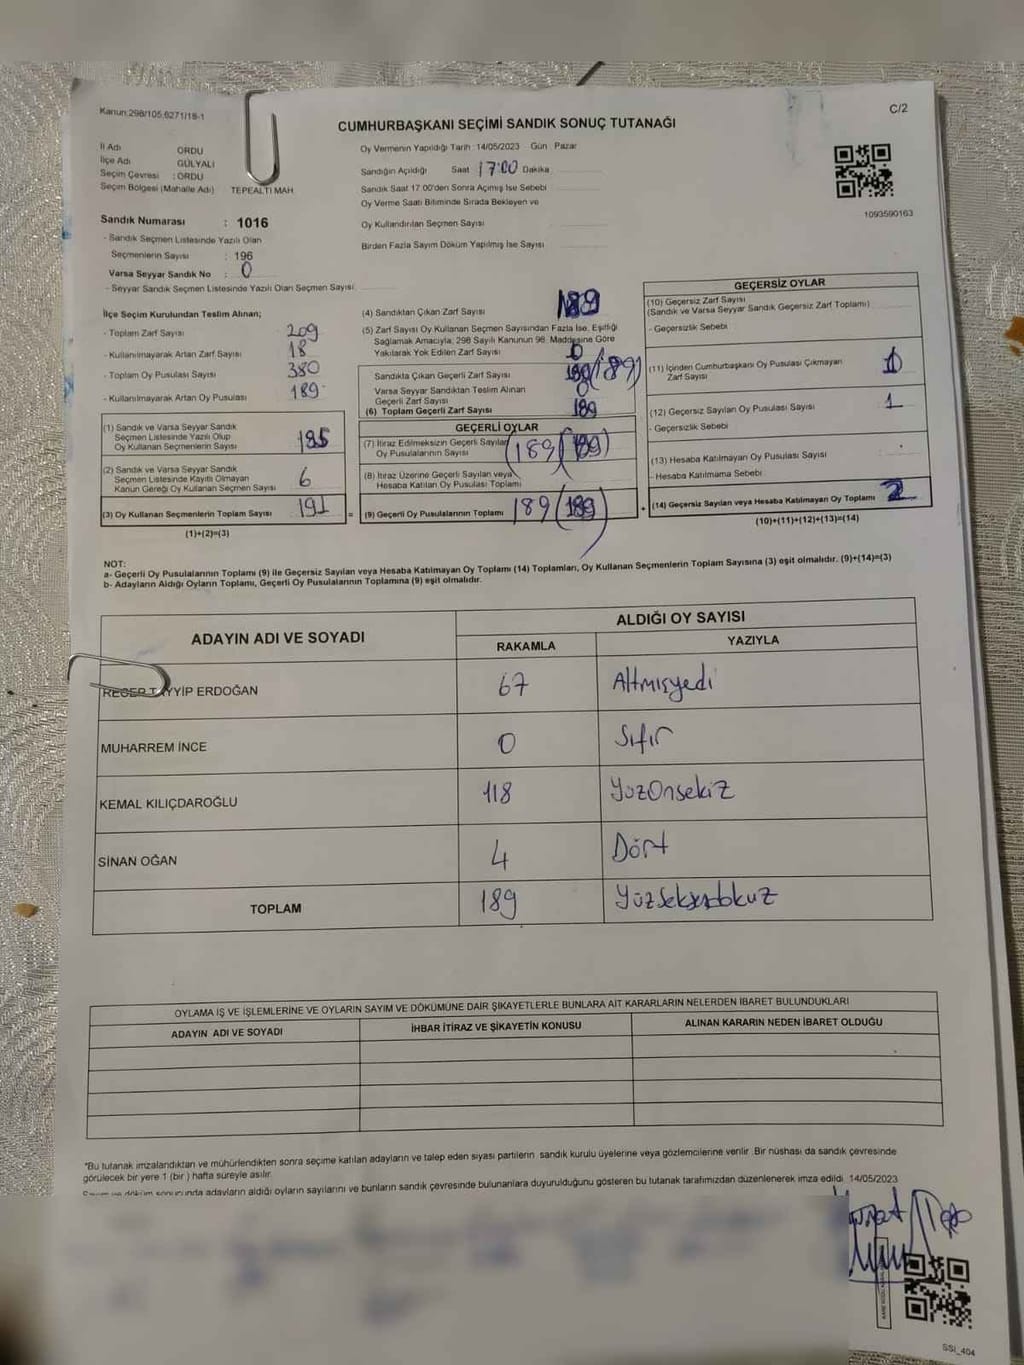 Kanun:298/105,6271/18-1
C/2
CUMHURBAŞKANI SEÇİMİ SANDIK SONUÇ TUTANAĞI
İl Adı ORDU
İlçe Adı GÜLYALI
Seçim Çevresi : ORDU
Seçim Bölgesi (Mahalle Adı) TEPEALTI MAH
Sandık Numarası : 1016
- Sandık Seçmen Listesinde Yazılı Olan
Seçmenlerin Sayısı : 196
Varsa Seyyar Sandık No : 0
- Seyyar Sandık Seçmen Listesinde Yazılı Olan Seçmen Sayısı
Oy Vermenin Yapıldığı Tarih : 14/05/2023 Gün Pazar
Sandığın Açıldığı Saat 17:00 Dakika
Sandık Saat 17.00'den Sonra Açımış İse Sebebi
Oy Verme Saati Bitiminde Sırada Bekleyen ve
Oy Kullandırılan Seçmen Sayısı
Birden Fazla Sayım Döküm Yapılmış İse Sayısı
1093590163
İlçe Seçim Kurulundan Teslim Alınan;
- Toplam Zarf Sayısı 209
- Kullanılmayarak Artan Zarf Sayısı 18
- Toplam Oy Pusulası Sayısı 380
- Kullanılmayarak Artan Oy Pusulası 189
(1) Sandık ve Varsa Seyyar Sandık
Seçmen Listesinde Yazılı Olup
Oy Kullanan Seçmenlerin Sayısı 185
(2) Sandık ve Varsa Seyyar Sandık
Seçmen Listesinde Kayıtlı Olmayan
Kanun Gereği Oy Kullanan Seçmen Sayısı 6
(3) Oy Kullanan Seçmenlerin Toplam Sayısı 191 =
(1)+(2)=(3)
(4) Sandıktan Çıkan Zarf Sayısı 189
(5) Zarf Sayısı Oy Kullanan Seçmen Sayısından Fazla İse, Eşitliği
Sağlamak Amacıyla; 298 Sayılı Kanunun 98. Maddesine Göre
Yakılarak Yok Edilen Zarf Sayısı 0
Sandıkta Çıkan Geçerli Zarf Sayısı 189 (189)
Varsa Seyyar Sandıktan Teslim Alınan
Geçerli Zarf Sayısı 0
(6) Toplam Geçerli Zarf Sayısı 189
GEÇERLİ OYLAR
(7) İtiraz Edilmeksizin Geçerli Sayılan
Oy Pusulalarının Sayısı (189) (189)
(8) İtiraz Üzerine Geçerli Sayılan veya
Hesaba Katılan Oy Pusulası Toplamı
(9) Geçerli Oy Pusulalarının Toplamı 189 (189) +
GEÇERSİZ OYLAR
(10) Geçersiz Zarf Sayısı
(Sandık ve Varsa Seyyar Sandık Geçersiz Zarf Toplamı)
- Geçersizlik Sebebi
(11) İçinden Cumhurbaşkanı Oy Pusulası Çıkmayan
Zarf Sayısı
(12) Geçersiz Sayılan Oy Pusulası Sayısı 1
- Geçersizlik Sebebi
(13) Hesaba Katılmayan Oy Pusulası Sayısı
- Hesaba Katılmama Sebebi
(14) Geçersiz Sayılan veya Hesaba Katılmayan Oy Toplamı 2
(10)+(11)+(12)+(13)=(14)
NOT:
a- Geçerli Oy Pusulalarının Toplamı (9) ile Geçersiz Sayılan veya Hesaba Katılmayan Oy Toplamı (14) Toplamları, Oy Kullanan Seçmenlerin Toplam Sayısına (3) eşit olmalıdır. (9)+(14)=(3)
b- Adayların Aldığı Oyların Toplamı, Geçerli Oy Pusulalarının Toplamına (9) eşit olmalıdır.
ADAYIN ADI VE SOYADI
ALDIĞI OY SAYISI
RAKAMLA YAZIYLA
RECEP TAYYİP ERDOĞAN 67 Altmışyedi
MUHARREM İNCE 0 Sıfır
KEMAL KILIÇDAROĞLU 118 YüzOnsekiz
SİNAN OĞAN 4 Dört
TOPLAM 189
OYLAMA İŞ VE İŞLEMLERİNE VE OYLARIN SAYIM VE DÖKÜMÜNE DAİR ŞİKAYETLERLE BUNLARA AİT KARARLARIN NELERDEN İBARET BULUNDUKLARI
ADAYIN ADI VE SOYADI İHBAR İTİRAZ VE ŞİKAYETİN KONUSU ALINAN KARARIN NEDEN İBARET OLDUĞU
*Bu tutanak imzalandıktan ve mühürlendikten sonra seçime katılan adayların ve talep eden siyasi partilerin sandık kurulu üyelerine veya gözlemcilerine verilir. Bir nüshası da sandık çevresinde
görülecek bir yere 1 (bir ) hafta süreyle asılır.
Sayım ve döküm sonucunda adayların aldığı oyların sayılarını ve bunların sandık çevresinde bulunanlara duyurulduğunu gösteren bu tutanak tarafımızdan düzenlenerek imza edildi. 14/05/2023
SSI_404